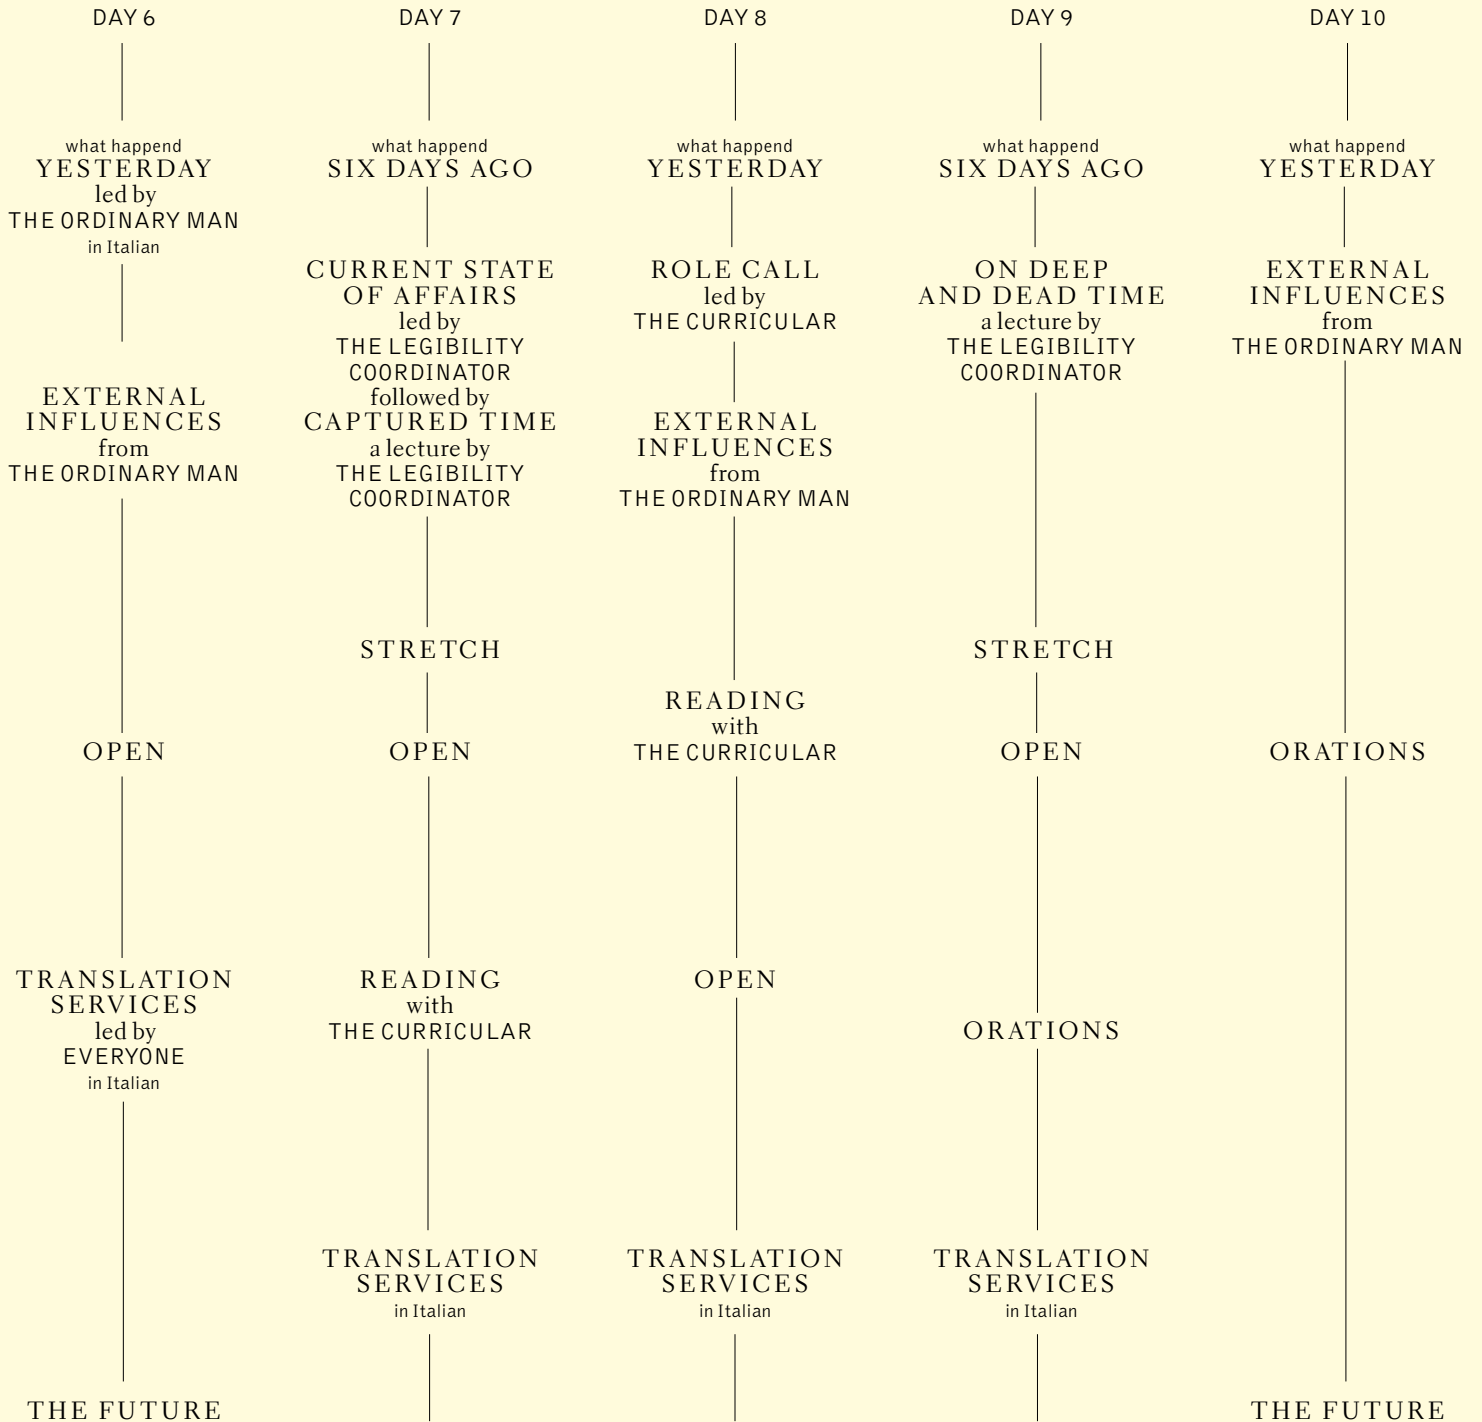 DAY 6
what happend
YESTERDAY
led by
THE ORDINARY MAN
in Italian
EXTERNAL
INFLUENCES
from
THE ORDINARY MAN
OPEN
TRANSLATION
SERVICES
led by
EVERYONE
in Italian
THE FUTURE
DAY 7
what happend
SIX DAYS AGO
CURRENT STATE
OF AFFAIRS
led by
THE LEGIBILITY
COORDINATOR
followed by
CAPTURED TIME
a lecture by
THE LEGIBILITY
COORDINATOR
STRETCH
OPEN
READING
with
THE CURRICULAR
TRANSLATION
SERVICES
in Italian
DAY 8
what happend
YESTERDAY
ROLE CALL
led by
THE CURRICULAR
EXTERNAL
INFLUENCES
from
THE ORDINARY MAN
READING
with
THE CURRICULAR
OPEN
TRANSLATION
SERVICES
in Italian
DAY 9
what happend
SIX DAYS AGO
ON DEEP
AND DEAD TIME
a lecture by
THE LEGIBILITY
COORDINATOR
STRETCH
OPEN
ORATIONS
TRANSLATION
SERVICES
in Italian
DAY 10
what happend
YESTERDAY
EXTERNAL
INFLUENCES
from
THE ORDINARY MAN
ORATIONS
THE FUTURE